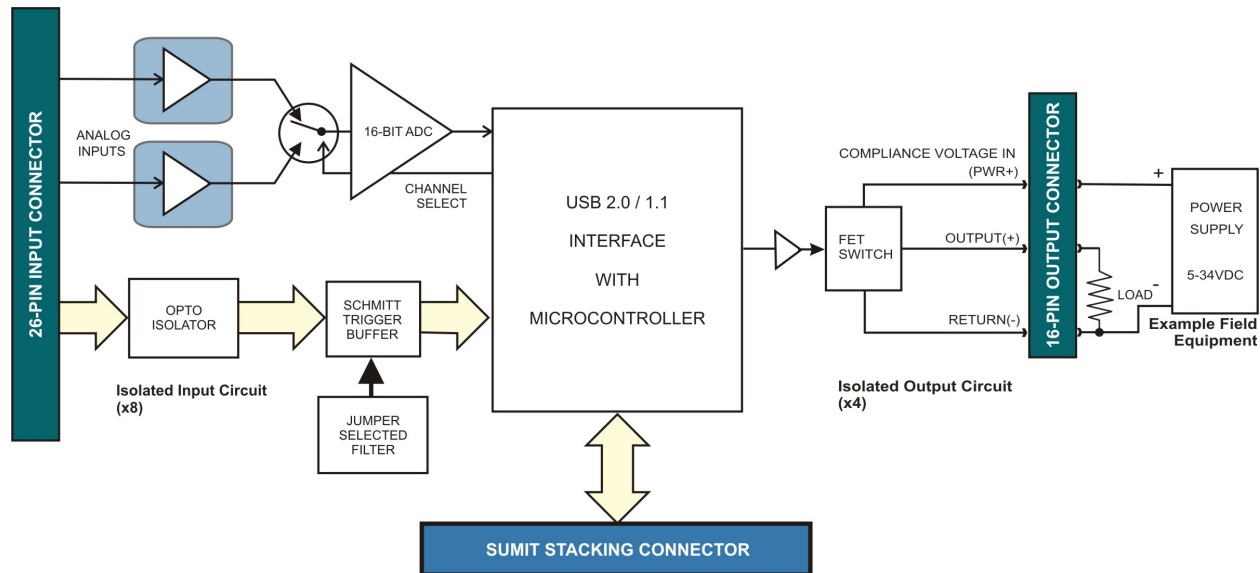 26-PIN INPUT CONNECTOR
ANALOG
INPUTS
16-BIT ADC
CHANNEL
SELECT
OPTO
ISOLATOR
Isolated Input Circuit
(x8)
SCHMITT
TRIGGER
BUFFER
JUMPER
SELECTED
FILTER
USB 2.0 / 1.1
INTERFACE
WITH
MICROCONTROLLER
SUMIT STACKING CONNECTOR
FET
SWITCH
COMPLIANCE VOLTAGE IN
(PWR+)
OUTPUT(+)
RETURN(-)
Isolated Output Circuit
(x4)
16-PIN OUTPUT CONNECTOR
+
LOAD
-
POWER
SUPPLY
5-34VDC
Example Field
Equipment